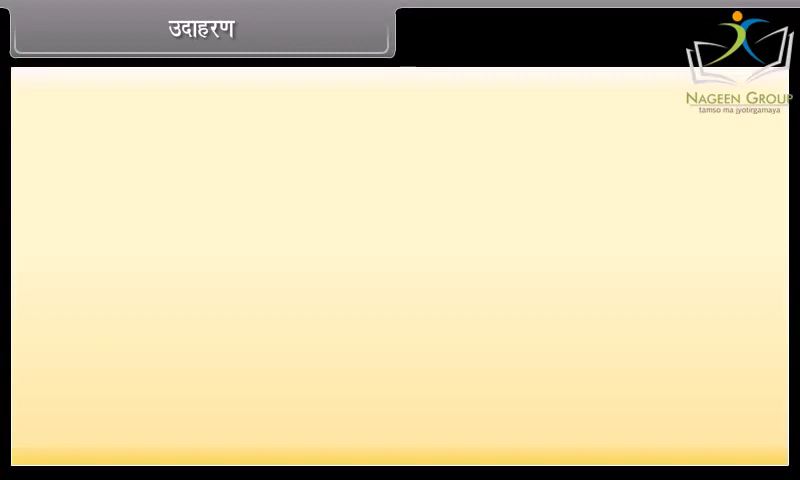 उदाहरण
NAGEEN GROUP
tamso ma jyotirgamaya